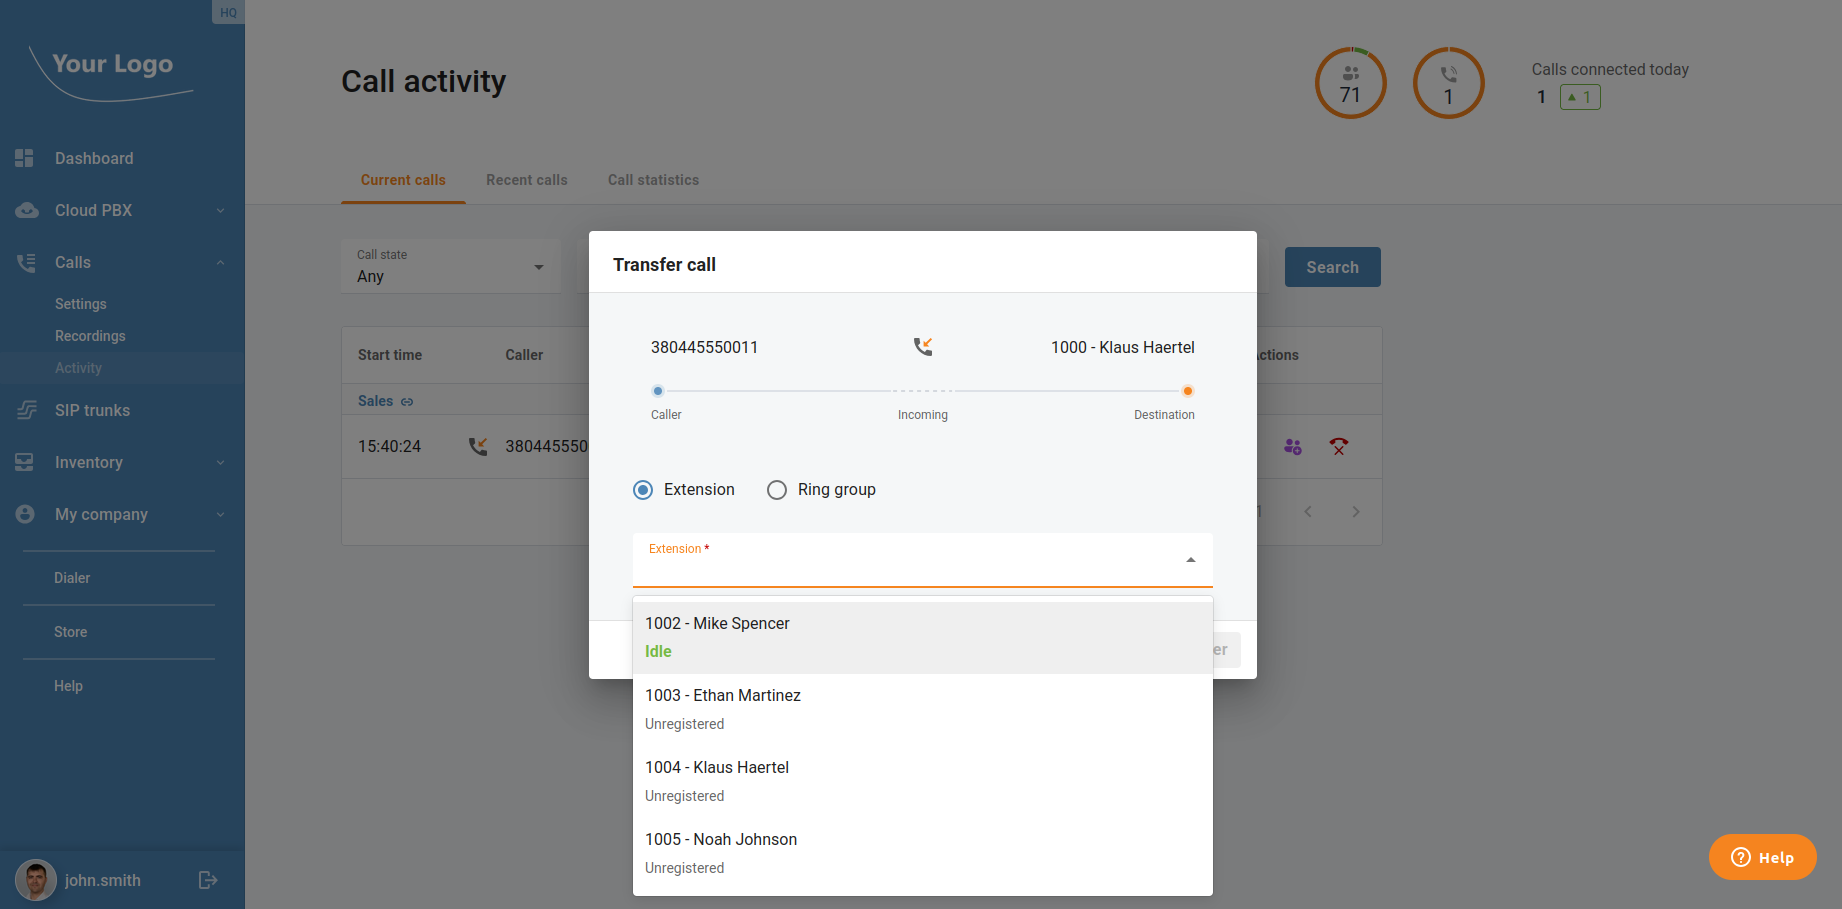 HQ
Your Logo
Dashboard
Cloud PBX
Calls
Settings
Recordings
Activity
SIP trunks
Inventory
My company
Dialer
Store
Help
john.smith
Call activity
71
1
Calls connected today
1 1
Current calls Recent calls Call statistics
Call state
Any
Search
Start time Caller
Sales
15:40:24
Transfer call
380445550011 1000 - Klaus Haertel
Caller Incoming Destination
Extension Ring group
Extension *
1002 - Mike Spencer
Idle
1003 - Ethan Martinez
Unregistered
1004 - Klaus Haertel
Unregistered
1005 - Noah Johnson
Unregistered
Help